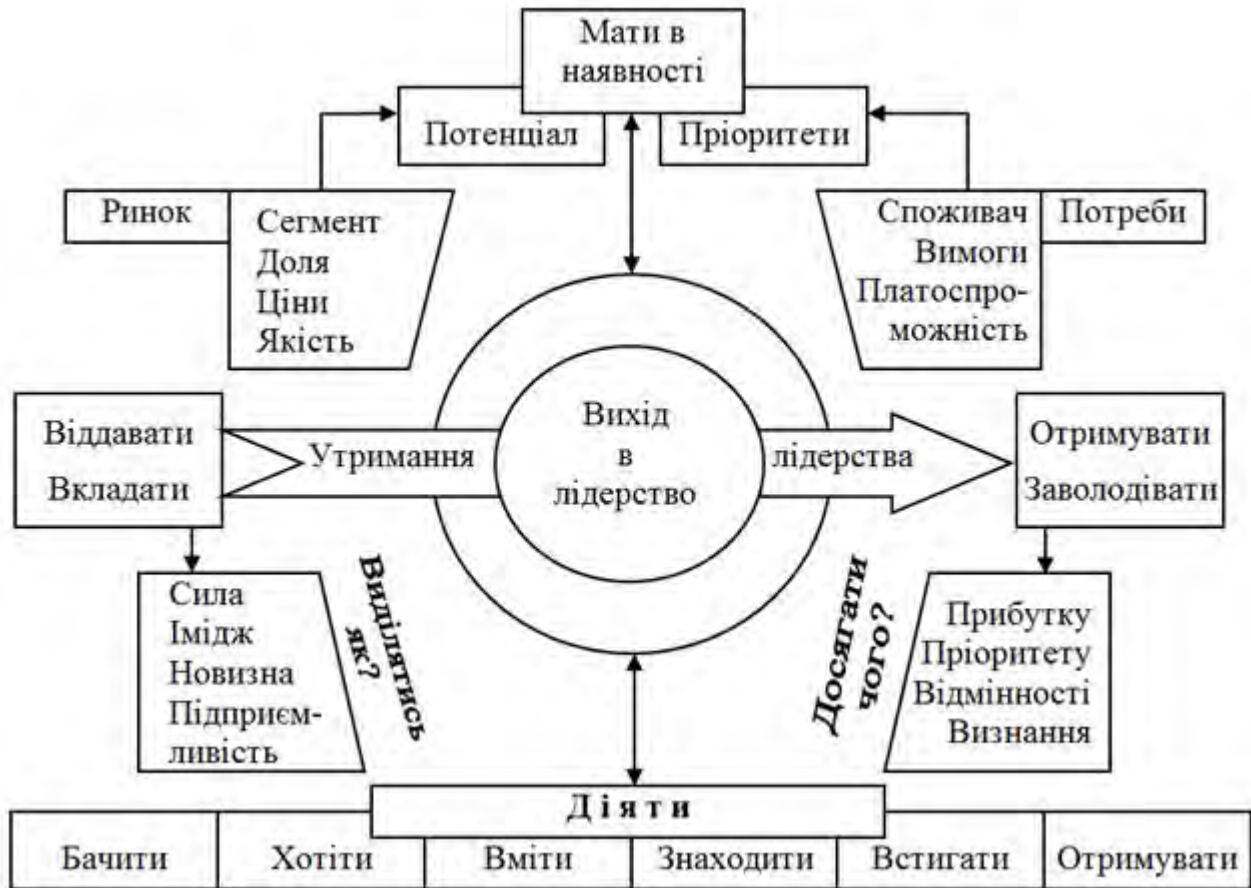 Мати в
наявності
Потенціал
Пріоритети
Ринок
Сегмент
Доля
Ціни
Якість
Споживач
Вимоги
Платоспро-
можність
Потреби
Віддавати
Вкладати
Утримання
Вихід
в
лідерство
лідерства
Отримувати
Заволодівати
Сила
Імідж
Новизна
Підприєм-
ливість
Виділятись
як?
Досягати
чого?
Прибутку
Пріоритету
Відмінності
Визнання
Діяти
Бачити
Хотіти
Вміти
Знаходити
Встигати
Отримувати